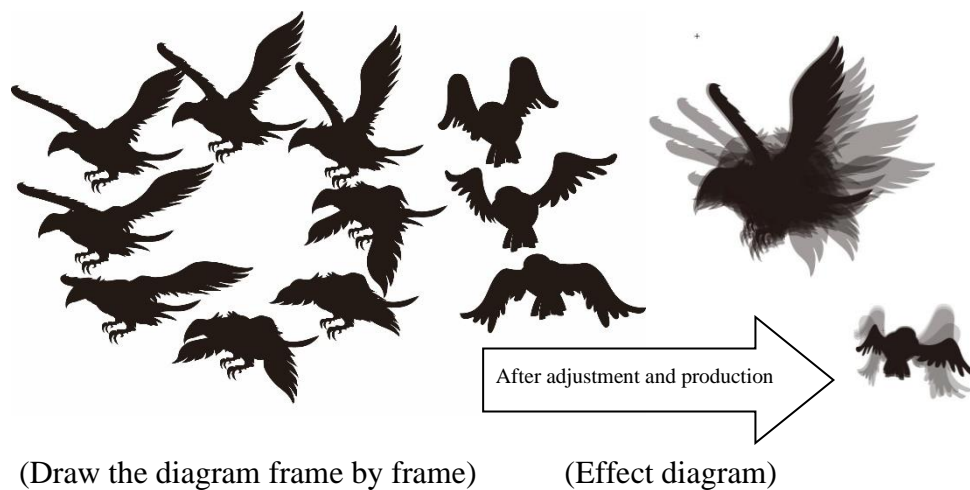 After adjustment and production
(Draw the diagram frame by frame)
(Effect diagram)